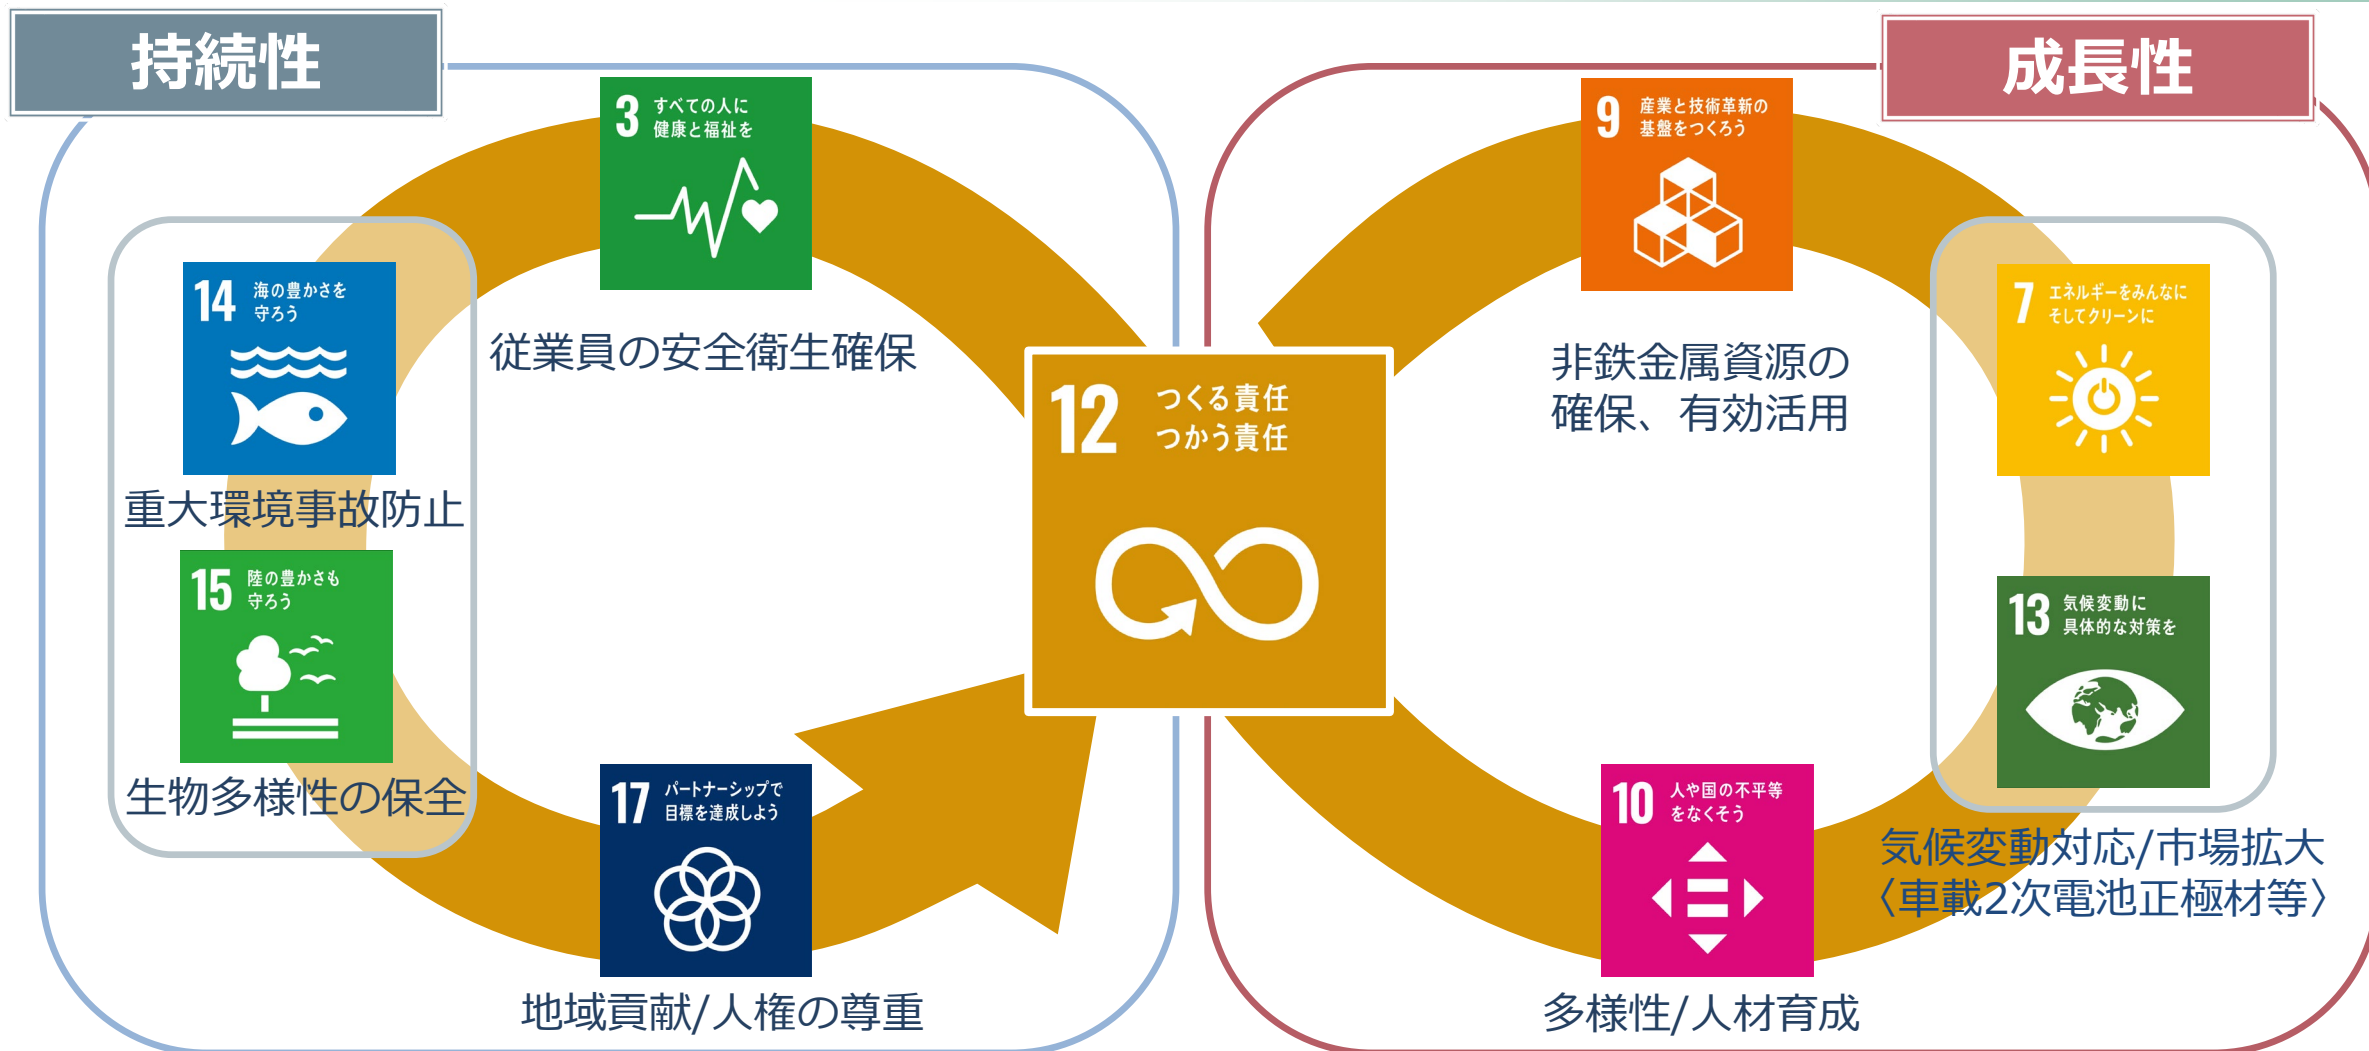 持続性
3 すべての人に
健康と福祉を
従業員の安全衛生確保
14 海の豊かさを
守ろう
重大環境事故防止
15 陸の豊かさも
守ろう
生物多様性の保全
17 パートナーシップで
目標を達成しよう
地域貢献/人権の尊重
12 つくる責任
つかう責任
成長性
9 産業と技術革新の
基盤をつくろう
非鉄金属資源の
確保、有効活用
7 エネルギーをみんなに
そしてクリーンに
13 気候変動に
具体的な対策を
気候変動対応/市場拡大
〈車載2次電池正極材等〉
10 人や国の不平等
をなくそう
多様性/人材育成